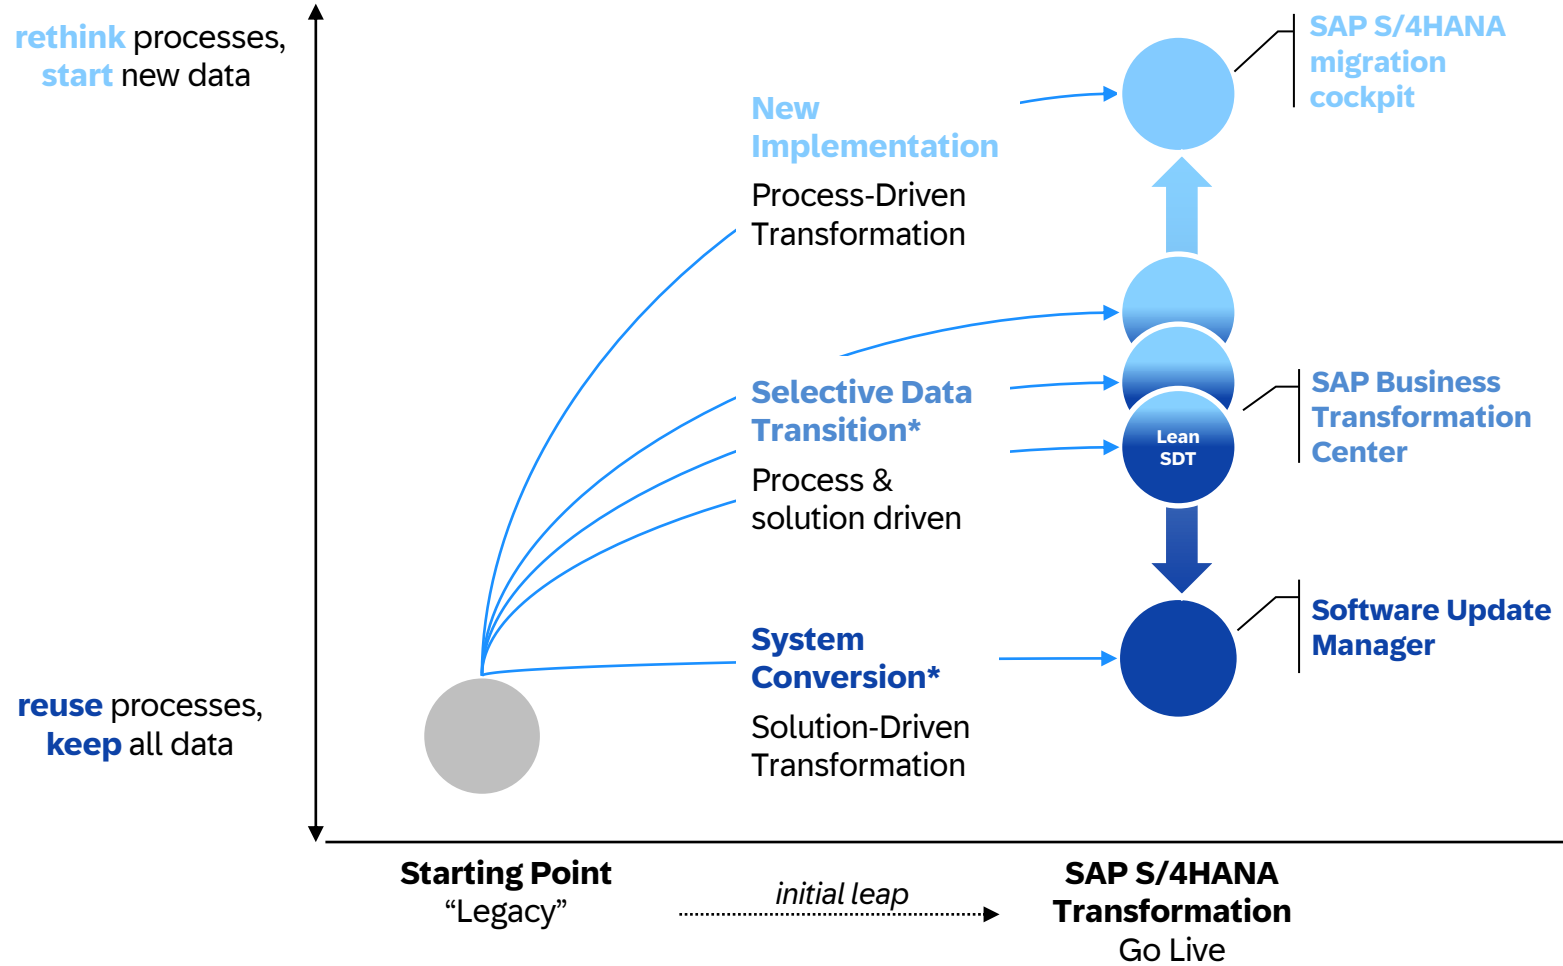 rethink processes,
start new data
SAP S/4HANA
migration
cockpit
New
Implementation
Process-Driven
Transformation
Selective Data
Transition*
Process &
solution driven
Lean
SDT
SAP Business
Transformation
Center
System
Conversion*
Solution-Driven
Transformation
Software Update
Manager
reuse processes,
keep all data
Starting Point
“Legacy”
initial leap
SAP S/4HANA
Transformation
Go Live